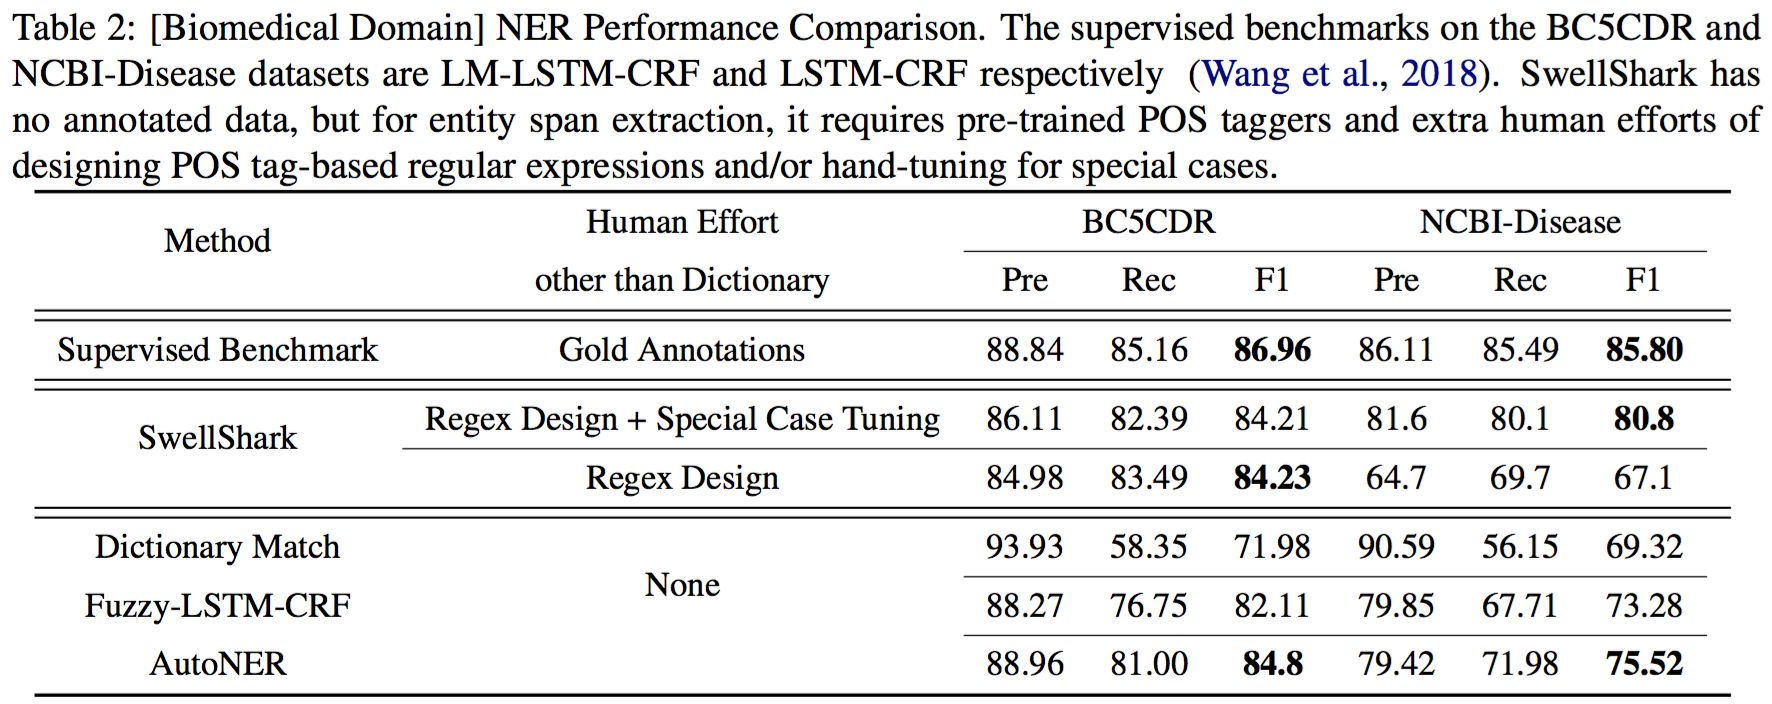 Table 2: [Biomedical Domain] NER Performance Comparison. The supervised benchmarks on the BC5CDR and
NCBI-Disease datasets are LM-LSTM-CRF and LSTM-CRF respectively (Wang et al., 2018). SwellShark has
no annotated data, but for entity span extraction, it requires pre-trained POS taggers and extra human efforts of
designing POS tag-based regular expressions and/or hand-tuning for special cases.
Method Human Effort other than Dictionary BC5CDR NCBI-Disease
Pre Rec F1 Pre Rec F1
Supervised Benchmark Gold Annotations 88.84 85.16 86.96 86.11 85.49 85.80
SwellShark Regex Design + Special Case Tuning 86.11 82.39 84.21 81.6 80.1 80.8
Regex Design 84.98 83.49 84.23 64.7 69.7 67.1
Dictionary Match None 93.93 58.35 71.98 90.59 56.15 69.32
Fuzzy-LSTM-CRF 88.27 76.75 82.11 79.85 67.71 73.28
AutoNER 88.96 81.00 84.8 79.42 71.98 75.52